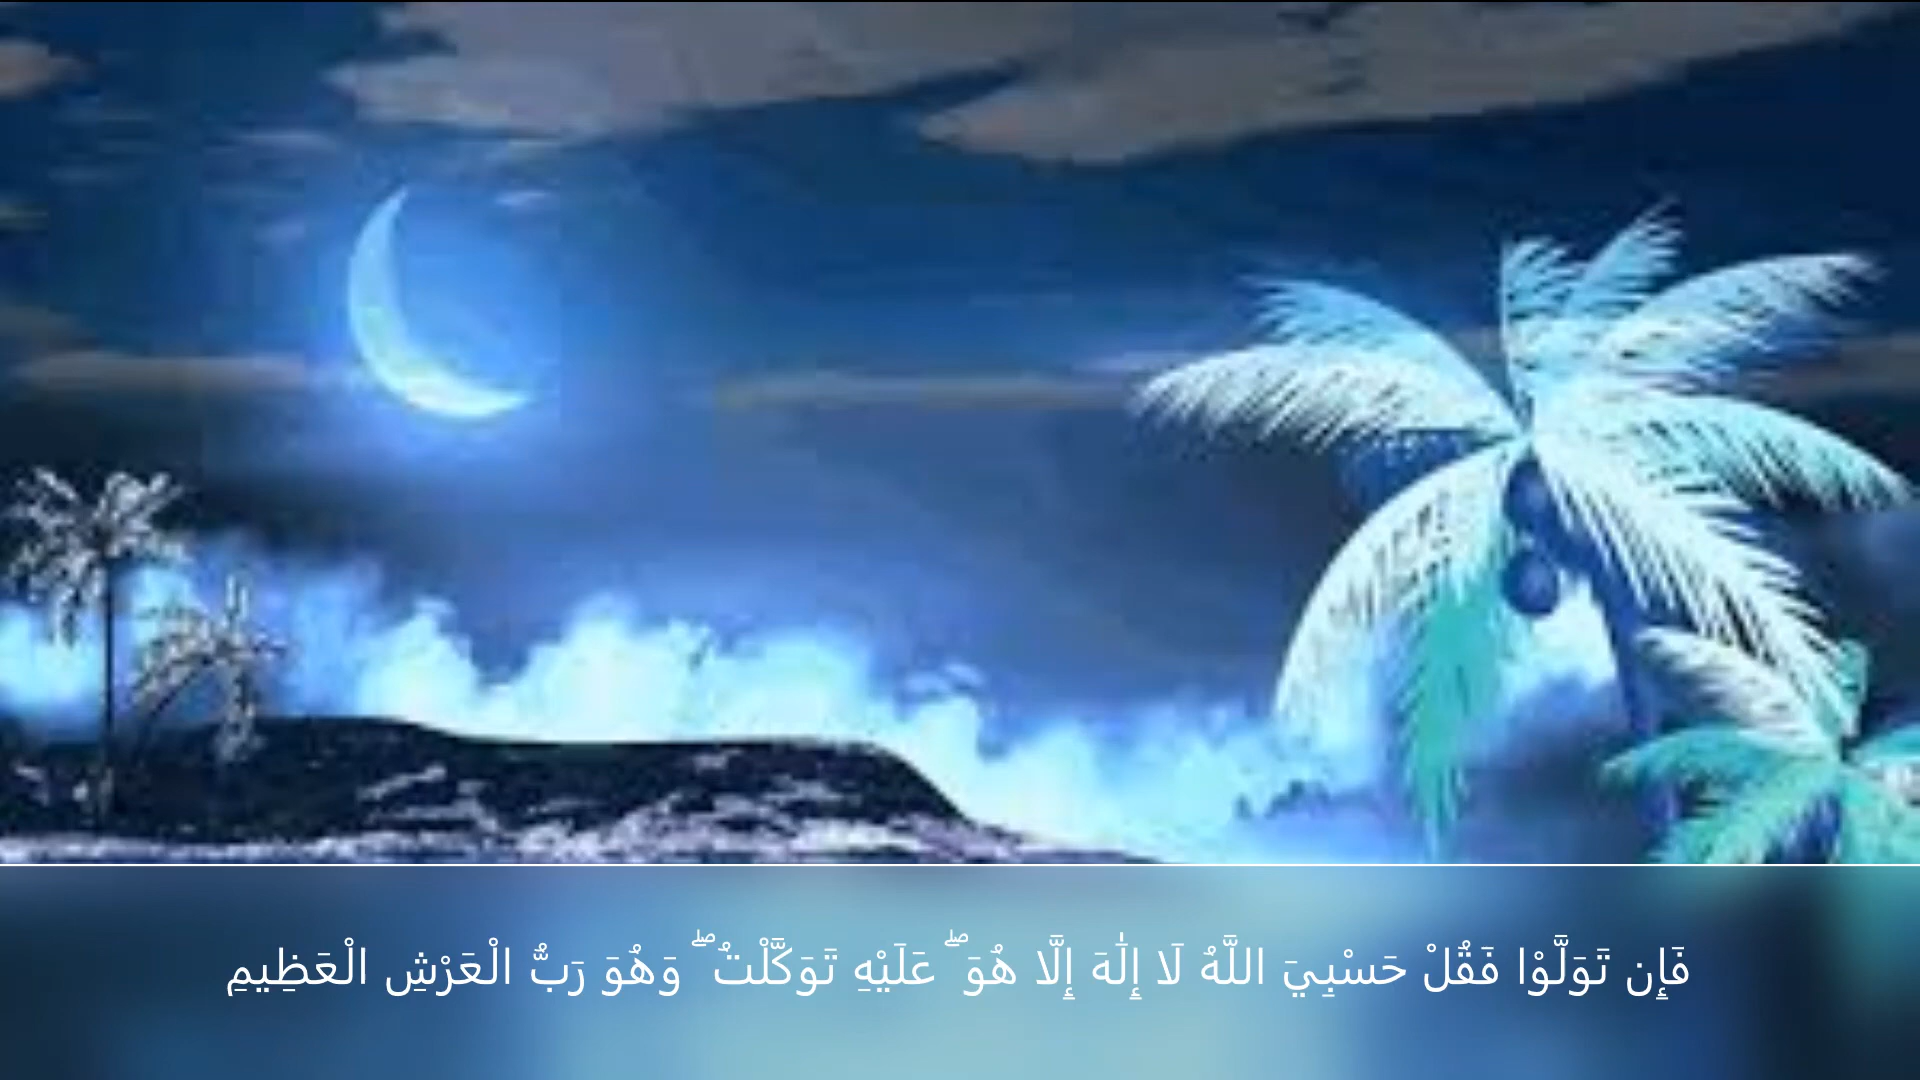 فَإِن تَوَلَّوْا فَقُلْ حَسْبِيَ اللَّهُ لَا إِلَٰهَ إِلَّا هُوَ ۖ عَلَيْهِ تَوَكَّلْتُ ۖ وَهُوَ رَبُّ الْعَرْشِ الْعَظِيمِ